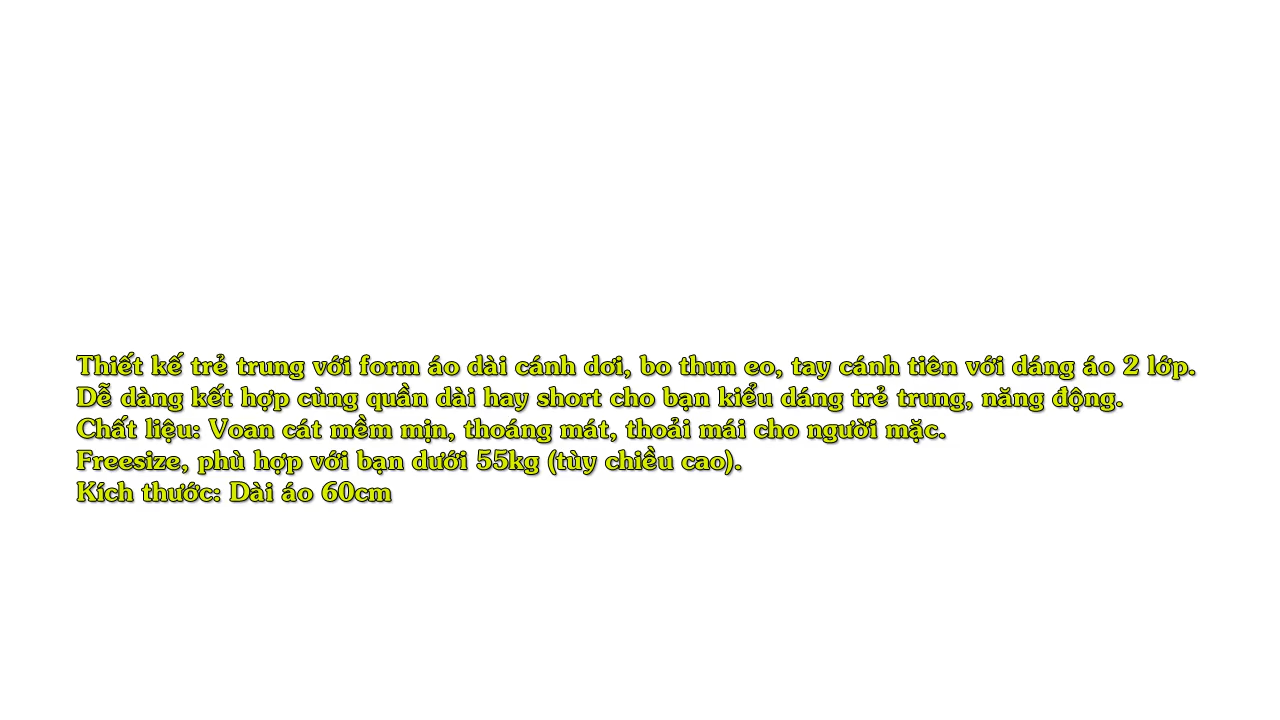 Thiết kế trẻ trung với form áo dài cánh dơi, bo thun eo, tay cánh tiên với dáng áo 2 lớp.
Dễ dàng kết hợp cùng quần dài hay short cho bạn kiểu dáng trẻ trung, năng động.
Chất liệu: Voan cát mềm mịn, thoáng mát, thoải mái cho người mặc.
Freesize, phù hợp với bạn dưới 55kg (tùy chiều cao).
Kích thước: Dài áo 60cm